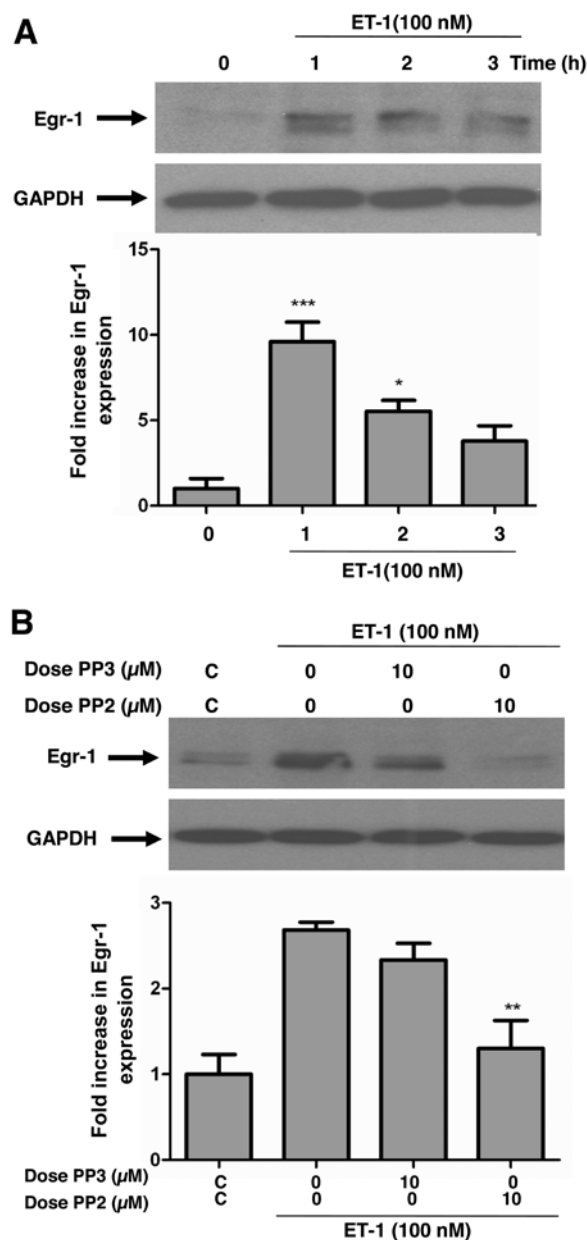 A
ET-1(100 nM)
0 1 2 3 Time (h)
Egr-1
GAPDH
Fold increase in Egr-1
expression
15
10
5
0
***
*
0 1 2 3
ET-1(100 nM)
B
ET-1 (100 nM)
Dose PP3 (µM) C 0 10 0
Dose PP2 (µM) C 0 0 10
Egr-1
GAPDH
Fold increase in Egr-1
expression
3
2
1
0
**
Dose PP3 (µM) C 0 10 0
Dose PP2 (µM) C 0 0 10
ET-1 (100 nM)